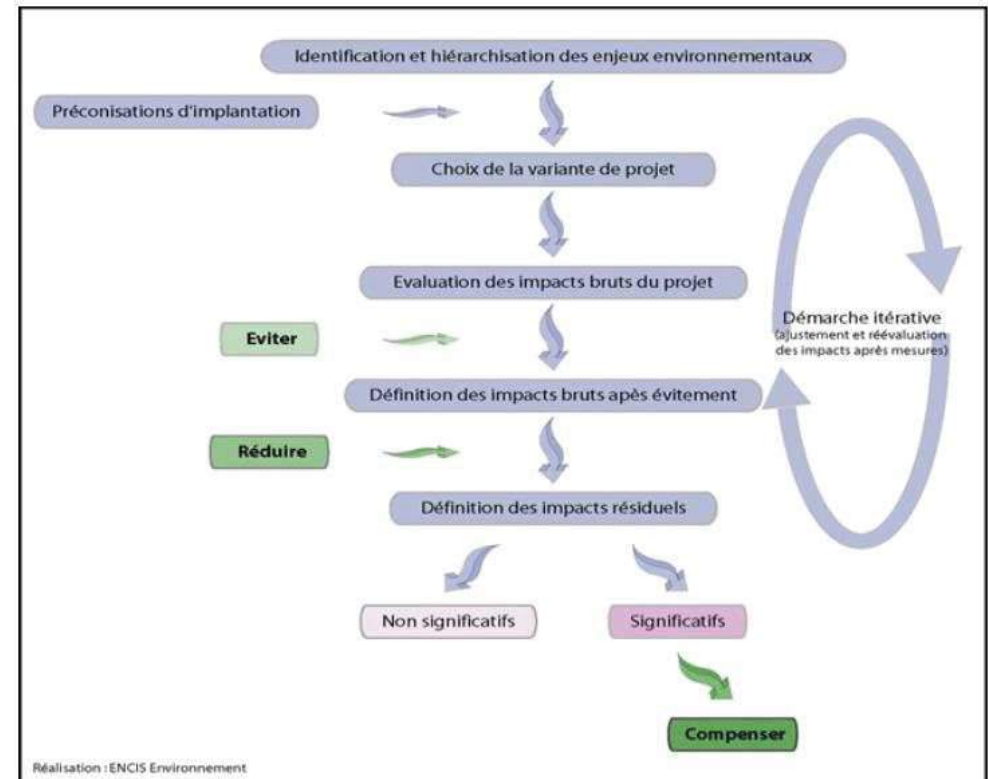 Identification et hiérarchisation des enjeux environnementaux
Préconisations d'implantation
Choix de la variante de projet
Evaluation des impacts bruts du projet
Démarche itérative
(ajustement et réévaluation
des impacts après mesures)
Eviter
Définition des impacts bruts apès évitement
Réduire
Définition des impacts résiduels
Non significatifs
Significatifs
Compenser
Réalisation : ENCIS Environnement